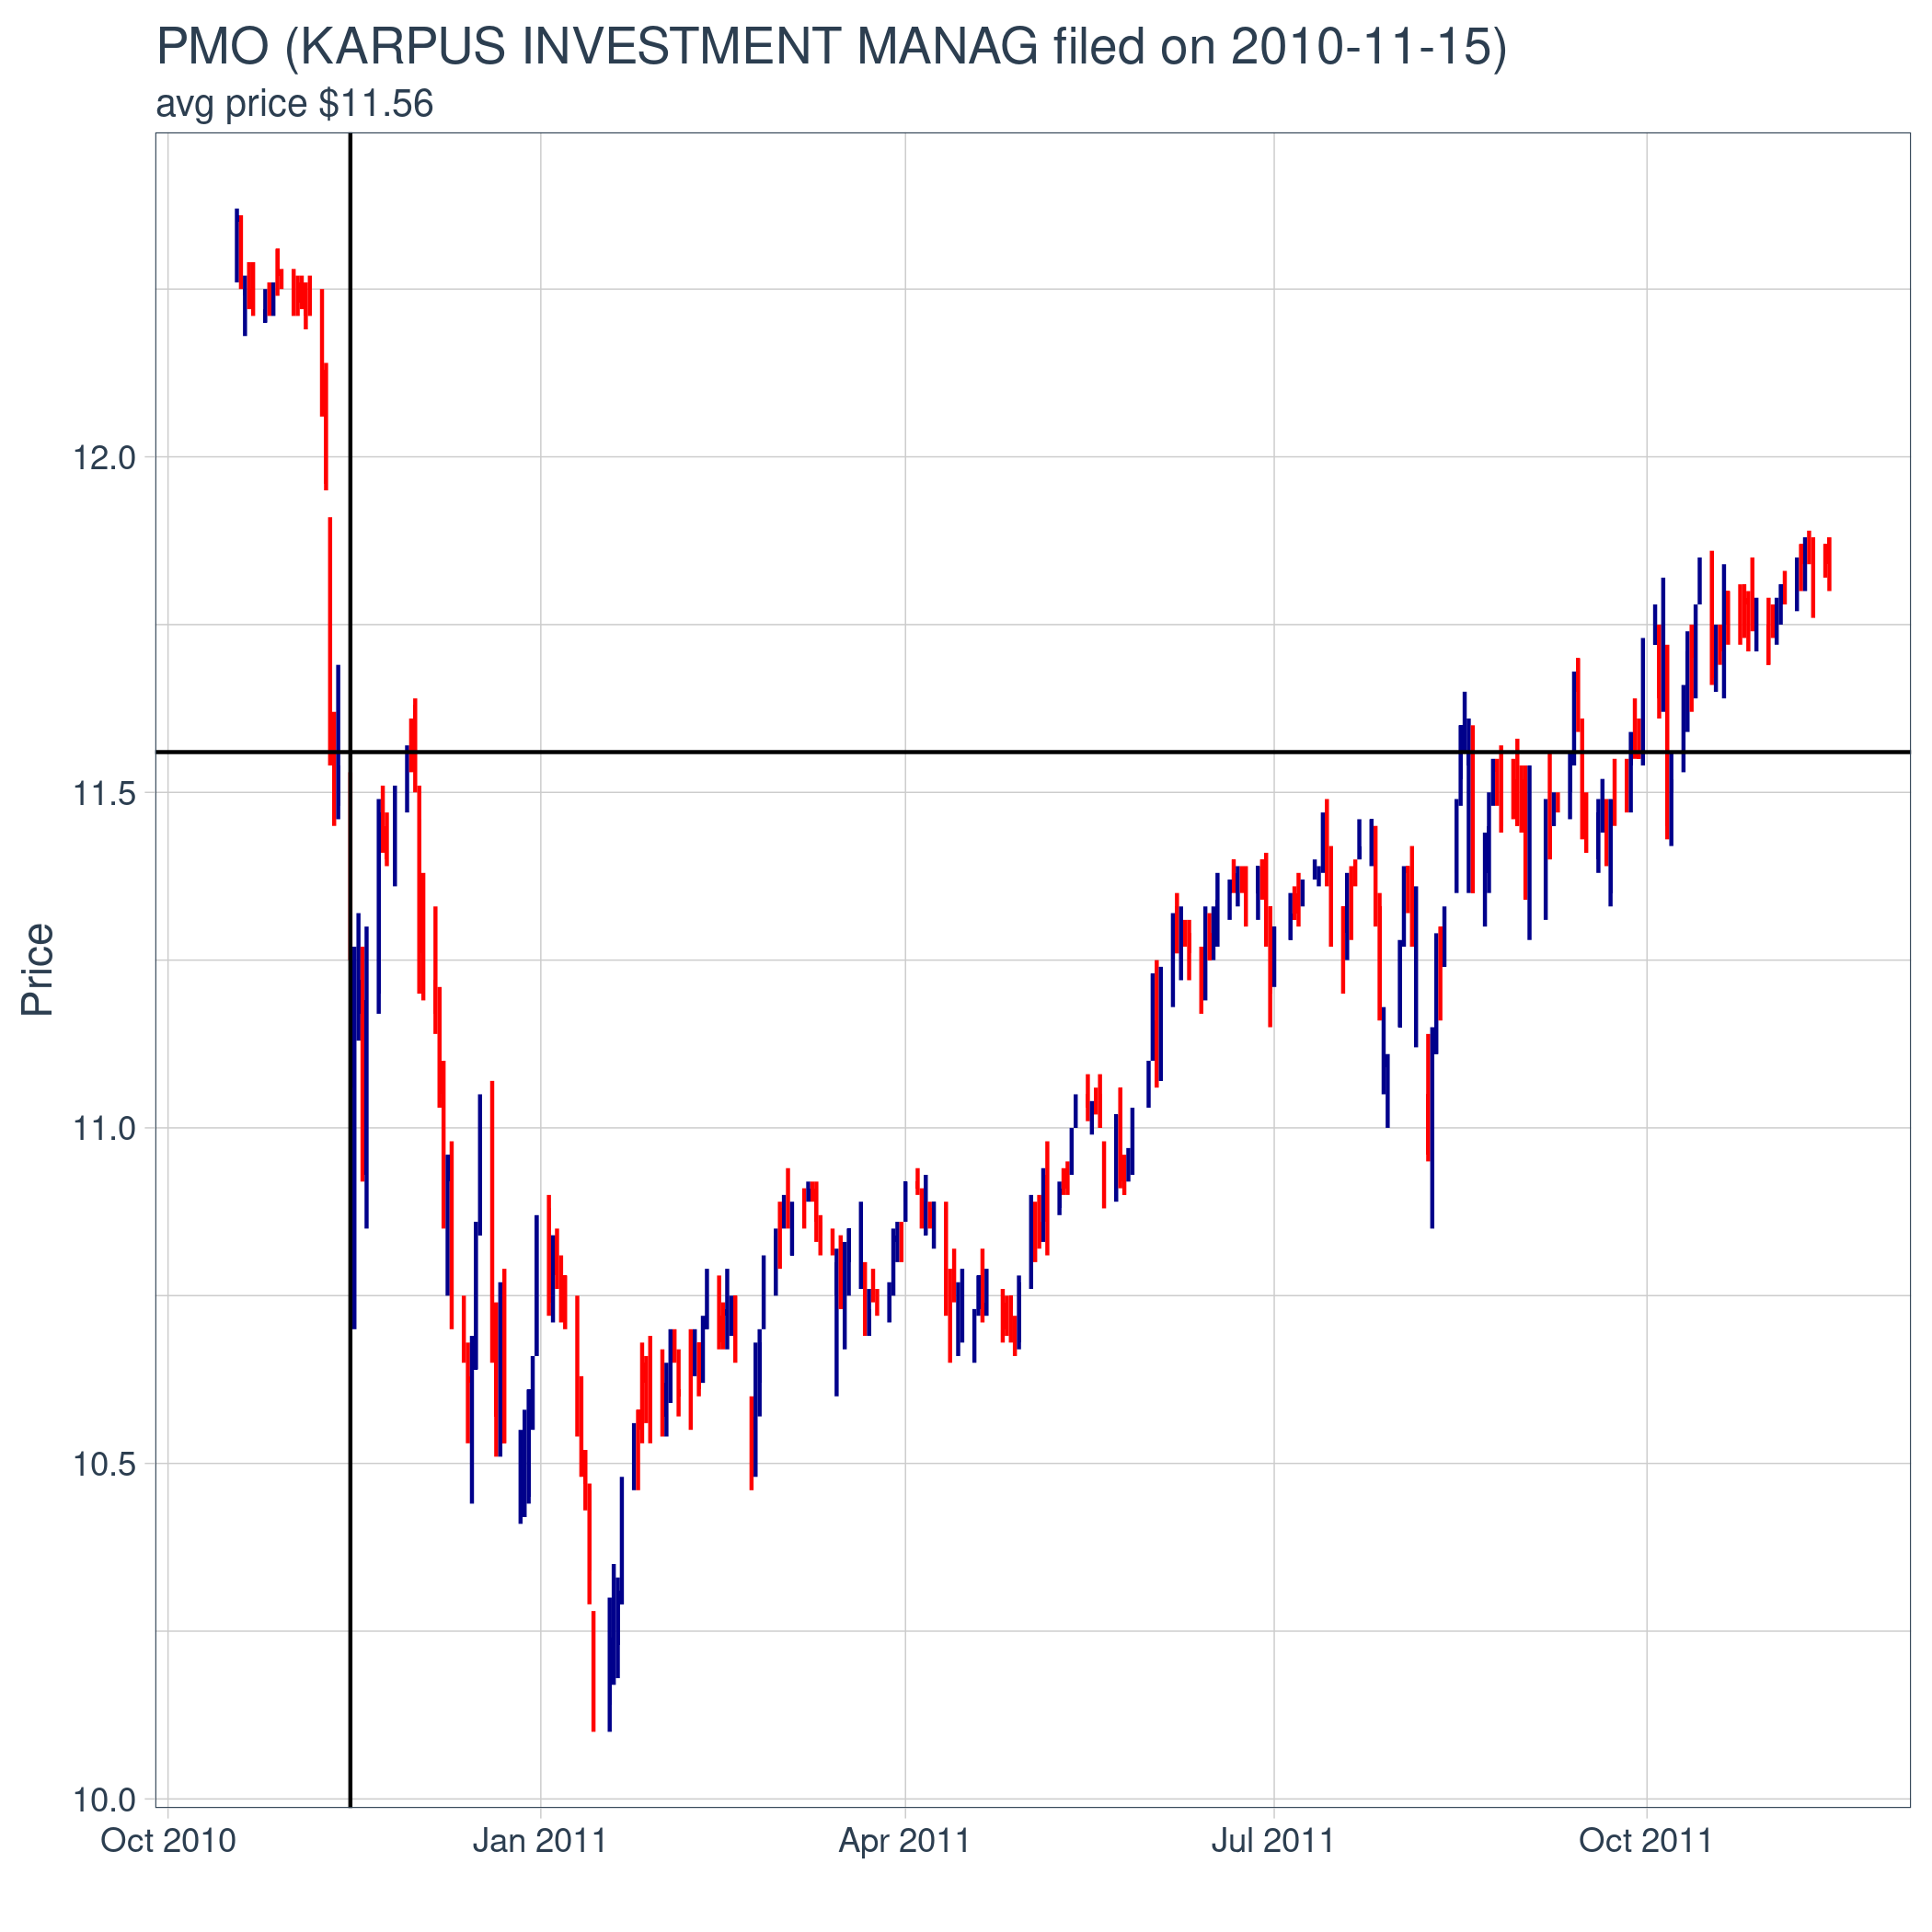 PMO (KARPUS INVESTMENT MANAG filed on 2010-11-15)
avg price $11.56
12.0
11.5
11.0
10.5
10.0
Price
Oct 2010
Jan 2011
Apr 2011
Jul 2011
Oct 2011